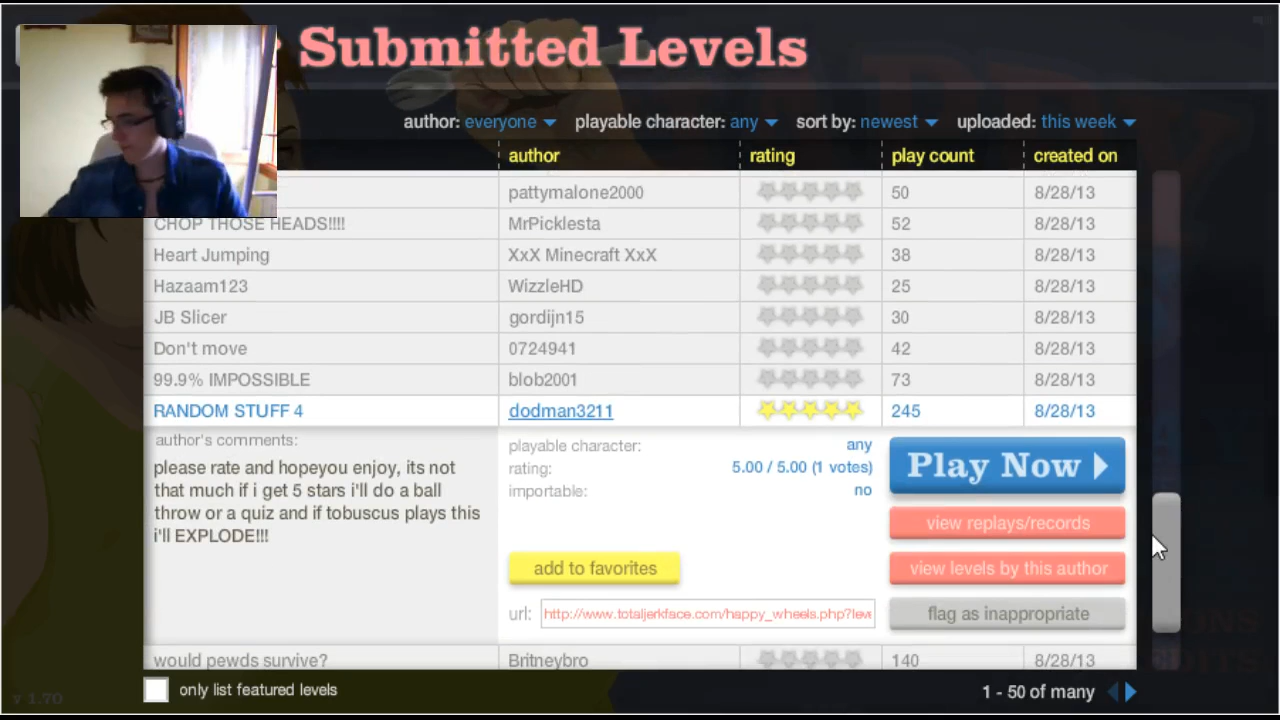 Submitted Levels
author: everyone playable character: any sort by: newest uploaded: this week
author rating play count created on
pattymalone2000 50 8/28/13
CHOP THOSE HEADS!!!! MrPicklesta 52 8/28/13
Heart Jumping XxX Minecraft XxX 38 8/28/13
Hazaam123 WizzleHD 25 8/28/13
JB Slicer gordijn15 30 8/28/13
Don't move 0724941 42 8/28/13
99.9% IMPOSSIBLE blob2001 73 8/28/13
RANDOM STUFF 4 dodman3211 245 8/28/13
author's comments:
please rate and hopeyou enjoy, its not
that much if i get 5 stars i'll do a ball
throw or a quiz and if tobuscus plays this
i'll EXPLODE!!!
playable character: any
rating: 5.00 / 5.00 (1 votes)
importable: no
add to favorites
url: http://www.totaljerkface.com/happy_wheels.php?lev
Play Now
view replays/records
view levels by this author
flag as inappropriate
would pewds survive? Britneybro 140 8/28/13
only list featured levels 1 - 50 of many
v 1.70